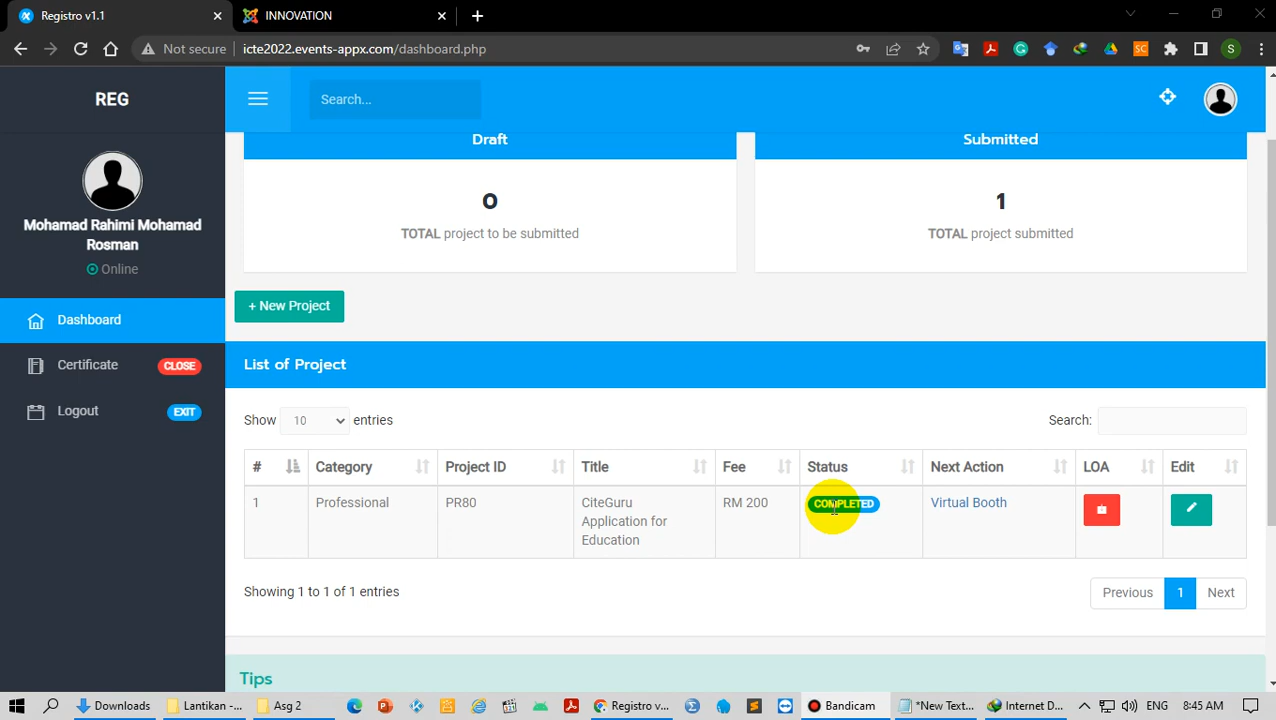 Registro v1.1
INNOVATION
Not secure
icte2022.events-appx.com/dashboard.php
SC
S
REG
Search...
Mohamad Rahimi Mohamad
Rosman
Online
Dashboard
Certificate
CLOSE
Logout
EXIT
Draft
Submitted
0
1
TOTAL project to be submitted
TOTAL project submitted
+ New Project
List of Project
Show 10 entries
Search:
# Category Project ID Title Fee Status Next Action LOA Edit
1 Professional PR80 CiteGuru RM 200 COMPLETED Virtual Booth
Application for
Education
Showing 1 to 1 of 1 entries
Previous 1 Next
Tips
Downloads
Lantikan -...
Asg 2
Registro v...
Bandicam
*New Text...
Internet D...
ENG
8:45 AM